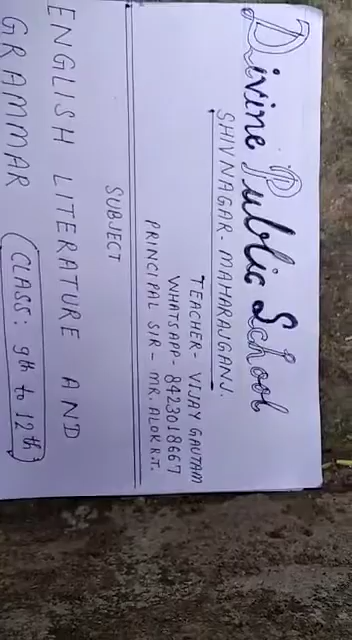 Divine Public School
SHIVNAGAR- MAHARAJGANJ.
TEACHER- VIJAY GAUTAM
WHATSAPP- 8423018667
PRINCIPAL SIR- MR. ALOK R.T.
SUBJECT
ENGLISH LITERATURE AND
GRAMMAR (CLASS: 9th to 12th)